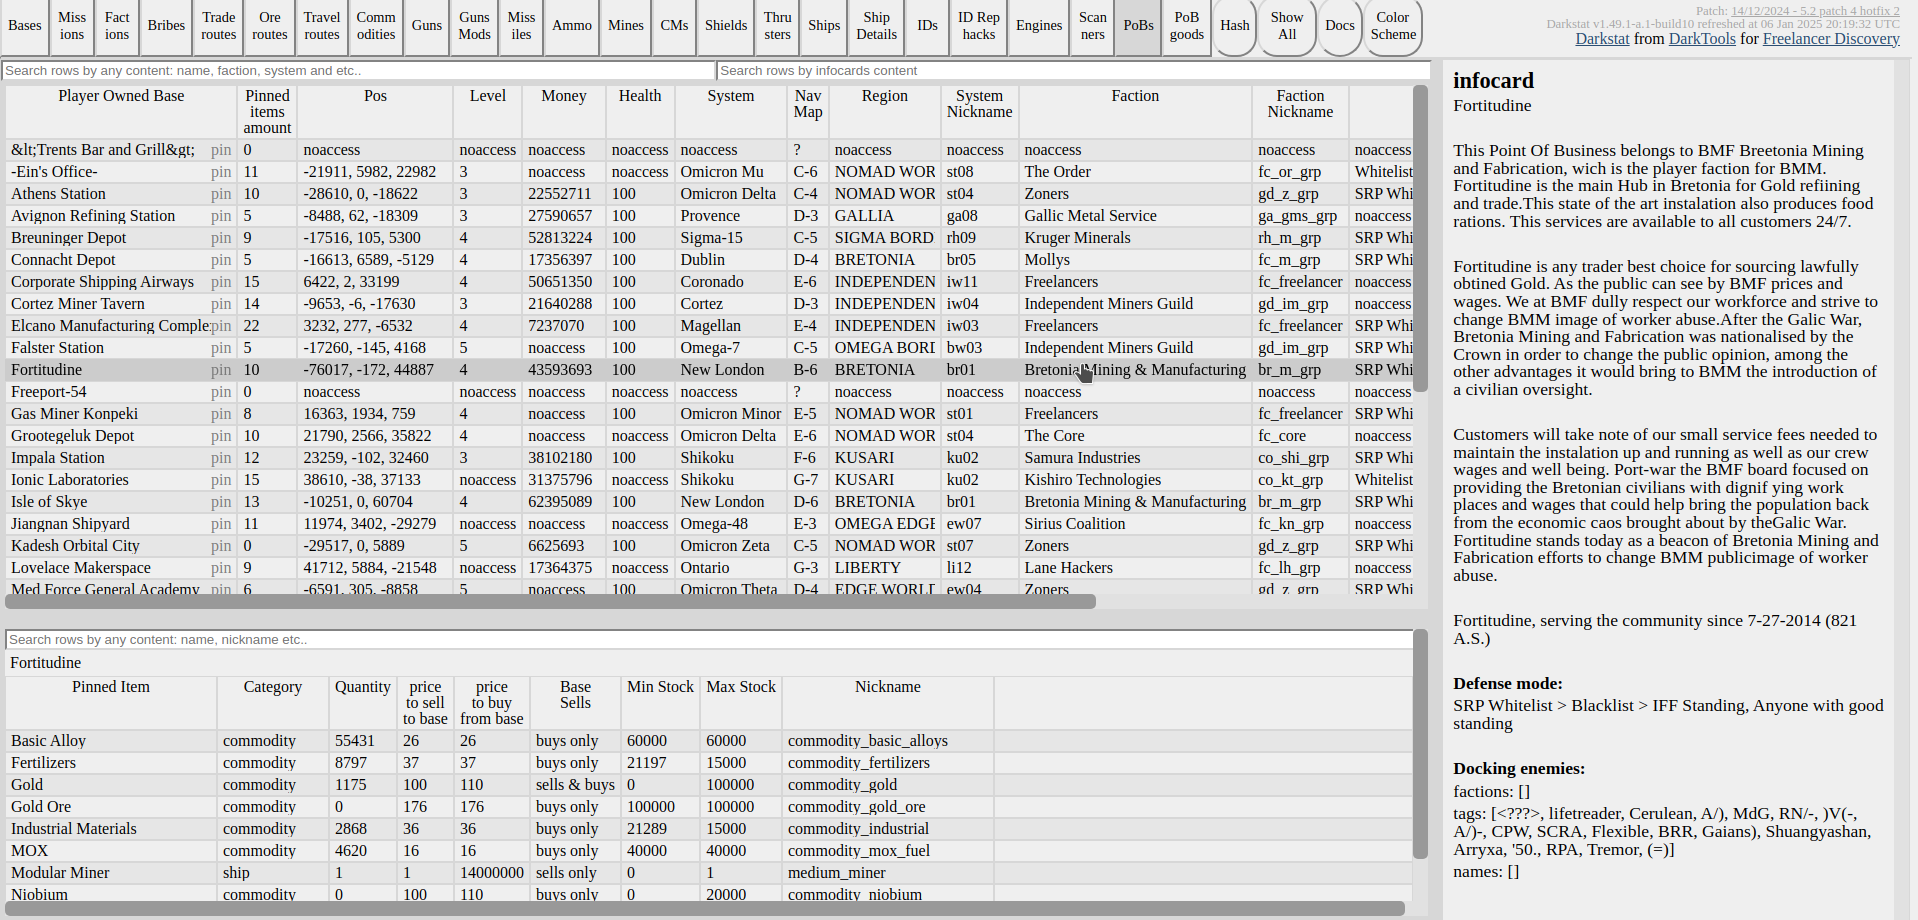 Bases Miss ions Fact ions Bribes Trade routes Ore routes Travel routes Comm odities Guns Guns Mods Miss iles Ammo Mines CMs Shields Thru sters Ships Ship Details IDs ID Rep hacks Engines Scan ners PoBs PoB goods Hash Show All Docs Color Scheme
Patch: 14/12/2024 - 5.2 patch 4 hotfix 2
Darkstat v1.49.1-a.1-build10 refreshed at 06 Jan 2025 20:19:32 UTC
Darkstat from DarkTools for Freelancer Discovery
Search rows by any content: name, faction, system and etc.. Search rows by infocards content
Player Owned Base Pinned items amount Pos Level Money Health System Nav Map Region System Nickname Faction Faction Nickname
&lt;Trents Bar and Grill&gt; pin 0 noaccess noaccess noaccess noaccess noaccess ? noaccess noaccess noaccess noaccess noaccess
-Ein's Office- pin 11 -21911, 5982, 22982 3 noaccess noaccess Omicron Mu C-6 NOMAD WOR st08 The Order fc_or_grp Whitelist
Athens Station pin 10 -28610, 0, -18622 3 22552711 100 Omicron Delta C-4 NOMAD WOR st04 Zoners gd_z_grp SRP Whi
Avignon Refining Station pin 5 -8488, 62, -18309 3 27590657 100 Provence D-3 GALLIA ga08 Gallic Metal Service ga_gms_grp noaccess
Breuninger Depot pin 9 -17516, 105, 5300 4 52813224 100 Sigma-15 C-5 SIGMA BORD rh09 Kruger Minerals rh_m_grp SRP Whi
Connacht Depot pin 5 -16613, 6589, -5129 4 17356397 100 Dublin D-4 BRETONIA br05 Mollys fc_m_grp SRP Whi
Corporate Shipping Airways pin 15 6422, 2, 33199 4 50651350 100 Coronado E-6 INDEPENDEN iw11 Freelancers fc_freelancer SRP Whi
Cortez Miner Tavern pin 14 -9653, -6, -17630 3 21640288 100 Cortez D-3 INDEPENDEN iw04 Independent Miners Guild gd_im_grp SRP Whi
Elcano Manufacturing Comple pin 22 3232, 277, -6532 4 7237070 100 Magellan E-4 INDEPENDEN iw03 Freelancers fc_freelancer SRP Whi
Falster Station pin 5 -17260, -145, 4168 5 noaccess 100 Omega-7 C-5 OMEGA BORI bw03 Independent Miners Guild gd_im_grp SRP Whi
Fortitudine pin 10 -76017, -172, 44887 4 43593693 100 New London B-6 BRETONIA br01 Bretonia Mining & Manufacturing br_m_grp SRP Whi
Freeport-54 pin 0 noaccess noaccess noaccess noaccess noaccess ? noaccess noaccess noaccess noaccess noaccess
Gas Miner Konpeki pin 8 16363, 1934, 759 4 noaccess 100 Omicron Minor E-5 NOMAD WOR st01 Freelancers fc_freelancer SRP Whi
Grootegeluk Depot pin 10 21790, 2566, 35822 4 noaccess noaccess Omicron Delta E-6 NOMAD WOR st04 The Core fc_core noaccess
Impala Station pin 12 23259, -102, 32460 3 38102180 100 Shikoku F-6 KUSARI ku02 Samura Industries co_shi_grp SRP Whi
Ionic Laboratories pin 15 38610, -38, 37133 noaccess 31375796 noaccess Shikoku G-7 KUSARI ku02 Kishiro Technologies co_kt_grp Whitelist
Isle of Skye pin 13 -10251, 0, 60704 4 62395089 100 New London D-6 BRETONIA br01 Bretonia Mining & Manufacturing br_m_grp SRP Whi
Jiangnan Shipyard pin 11 11974, 3402, -29279 noaccess noaccess noaccess Omega-48 E-3 OMEGA EDGE ew07 Sirius Coalition fc_kn_grp noaccess
Kadesh Orbital City pin 0 -29517, 0, 5889 5 6625693 100 Omicron Zeta C-5 NOMAD WOR st07 Zoners gd_z_grp SRP Whi
Lovelace Makerspace pin 9 41712, 5884, -21548 noaccess 17364375 noaccess Ontario G-3 LIBERTY li12 Lane Hackers fc_lh_grp noaccess
Med Force General Academy pin 6 -6591, 305, -8858 5 noaccess 100 Omicron Theta D-4 EDGE WORLI ew04 Zoners gd_z_grp SRP Whi
Search rows by any content: name, nickname etc..
Fortitudine
Pinned Item Category Quantity price to sell to base price to buy from base Base Sells Min Stock Max Stock Nickname
Basic Alloy commodity 55431 26 26 buys only 60000 60000 commodity_basic_alloys
Fertilizers commodity 8797 37 37 buys only 21197 15000 commodity_fertilizers
Gold commodity 1175 100 110 sells & buys 0 100000 commodity_gold
Gold Ore commodity 0 176 176 buys only 100000 100000 commodity_gold_ore
Industrial Materials commodity 2868 36 36 buys only 21289 15000 commodity_industrial
MOX commodity 4620 16 16 buys only 40000 40000 commodity_mox_fuel
Modular Miner ship 1 1 14000000 sells only 0 1 medium_miner
Niobium commodity 0 100 110 buys only 0 20000 commodity_niobium
infocard
Fortitudine
This Point Of Business belongs to BMF Breetonia Mining
and Fabrication, wich is the player faction for BMM.
Fortitudine is the main Hub in Bretonia for Gold refiining
and trade.This state of the art instalation also produces food
rations. This services are available to all customers 24/7.
Fortitudine is any trader best choice for sourcing lawfully
obtined Gold. As the public can see by BMF prices and
wages. We at BMF dully respect our workforce and strive to
change BMM image of worker abuse.After the Galic War,
Bretonia Mining and Fabrication was nationalised by the
Crown in order to change the public opinion, among the
other advantages it would bring to BMM the introduction of
a civilian oversight.
Customers will take note of our small service fees needed to
maintain the instalation up and running as well as our crew
wages and well being. Port-war the BMF board focused on
providing the Bretonian civilians with dignif ying work
places and wages that could help bring the population back
from the economic caos brought about by theGalic War.
Fortitudine stands today as a beacon of Bretonia Mining and
Fabrication efforts to change BMM publicimage of worker
abuse.
Fortitudine, serving the community since 7-27-2014 (821
A.S.)
Defense mode:
SRP Whitelist > Blacklist > IFF Standing, Anyone with good
standing
Docking enemies:
factions: []
tags: [<???>, lifetreader, Cerulean, A/), MdG, RN/-, )V(-,
A/)-, CPW, SCRA, Flexible, BRR, Gaians), Shuangyashan,
Arryxa, '50., RPA, Tremor, (=)]
names: []